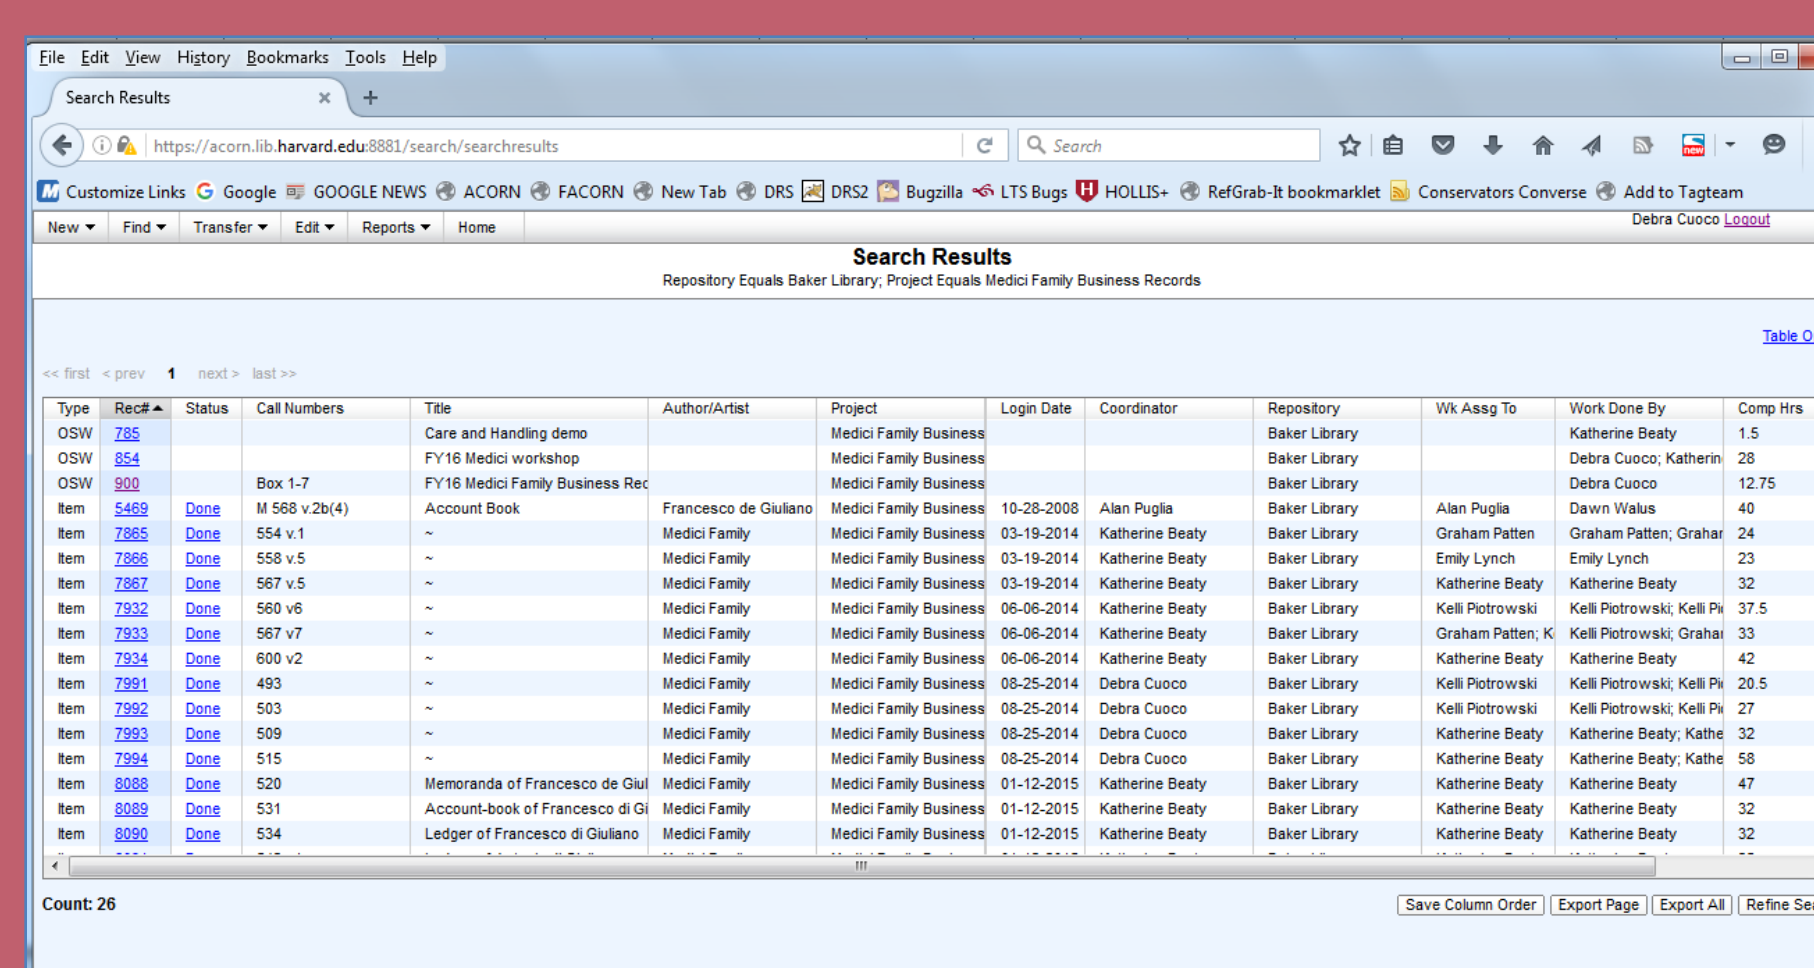 File Edit View History Bookmarks Tools Help
Search Results
https://acorn.lib.harvard.edu:8881/search/searchresults Search
Customize Links Google GOOGLE NEWS ACORN FACORN New Tab DRS DRS2 Bugzilla LTS Bugs HOLLIS+ RefGrab-It bookmarklet Conservators Converse Add to Tagteam
New Find Transfer Edit Reports Home Debra Cuoco Logout
Search Results
Repository Equals Baker Library; Project Equals Medici Family Business Records
Table O
<< first < prev 1 next > last >>
Type Rec# Status Call Numbers Title Author/Artist Project Login Date Coordinator Repository Wk Assg To Work Done By Comp Hrs
OSW 785 Care and Handling demo Medici Family Business Baker Library Katherine Beaty 1.5
OSW 854 FY16 Medici workshop Medici Family Business Baker Library Debra Cuoco; Katherin 28
OSW 900 Box 1-7 FY16 Medici Family Business Rec Medici Family Business Baker Library Debra Cuoco 12.75
Item 5469 Done M 568 v.2b(4) Account Book Francesco de Giuliano Medici Family Business 10-28-2008 Alan Puglia Baker Library Alan Puglia Dawn Walus 40
Item 7865 Done 554 v.1 ~ Medici Family Medici Family Business 03-19-2014 Katherine Beaty Baker Library Graham Patten Graham Patten; Grahar 24
Item 7866 Done 558 v.5 ~ Medici Family Medici Family Business 03-19-2014 Katherine Beaty Baker Library Emily Lynch Emily Lynch 23
Item 7867 Done 567 v.5 ~ Medici Family Medici Family Business 03-19-2014 Katherine Beaty Baker Library Katherine Beaty Katherine Beaty 32
Item 7932 Done 560 v6 ~ Medici Family Medici Family Business 06-06-2014 Katherine Beaty Baker Library Kelli Piotrowski Kelli Piotrowski; Kelli Pi 37.5
Item 7933 Done 567 v7 ~ Medici Family Medici Family Business 06-06-2014 Katherine Beaty Baker Library Graham Patten; K Kelli Piotrowski; Grahar 33
Item 7934 Done 600 v2 ~ Medici Family Medici Family Business 06-06-2014 Katherine Beaty Baker Library Katherine Beaty Katherine Beaty 42
Item 7991 Done 493 ~ Medici Family Medici Family Business 08-25-2014 Debra Cuoco Baker Library Kelli Piotrowski Kelli Piotrowski; Kelli Pi 20.5
Item 7992 Done 503 ~ Medici Family Medici Family Business 08-25-2014 Debra Cuoco Baker Library Kelli Piotrowski Kelli Piotrowski; Kelli Pi 27
Item 7993 Done 509 ~ Medici Family Medici Family Business 08-25-2014 Debra Cuoco Baker Library Katherine Beaty Katherine Beaty; Kathe 32
Item 7994 Done 515 ~ Medici Family Medici Family Business 08-25-2014 Debra Cuoco Baker Library Katherine Beaty Katherine Beaty; Kathe 58
Item 8088 Done 520 Memoranda of Francesco de Giul Medici Family Medici Family Business 01-12-2015 Katherine Beaty Baker Library Katherine Beaty Katherine Beaty 47
Item 8089 Done 531 Account-book of Francesco di Gi Medici Family Medici Family Business 01-12-2015 Katherine Beaty Baker Library Katherine Beaty Katherine Beaty 32
Item 8090 Done 534 Ledger of Francesco di Giuliano Medici Family Medici Family Business 01-12-2015 Katherine Beaty Baker Library Katherine Beaty Katherine Beaty 32
Count: 26 Save Column Order Export Page Export All Refine Sea